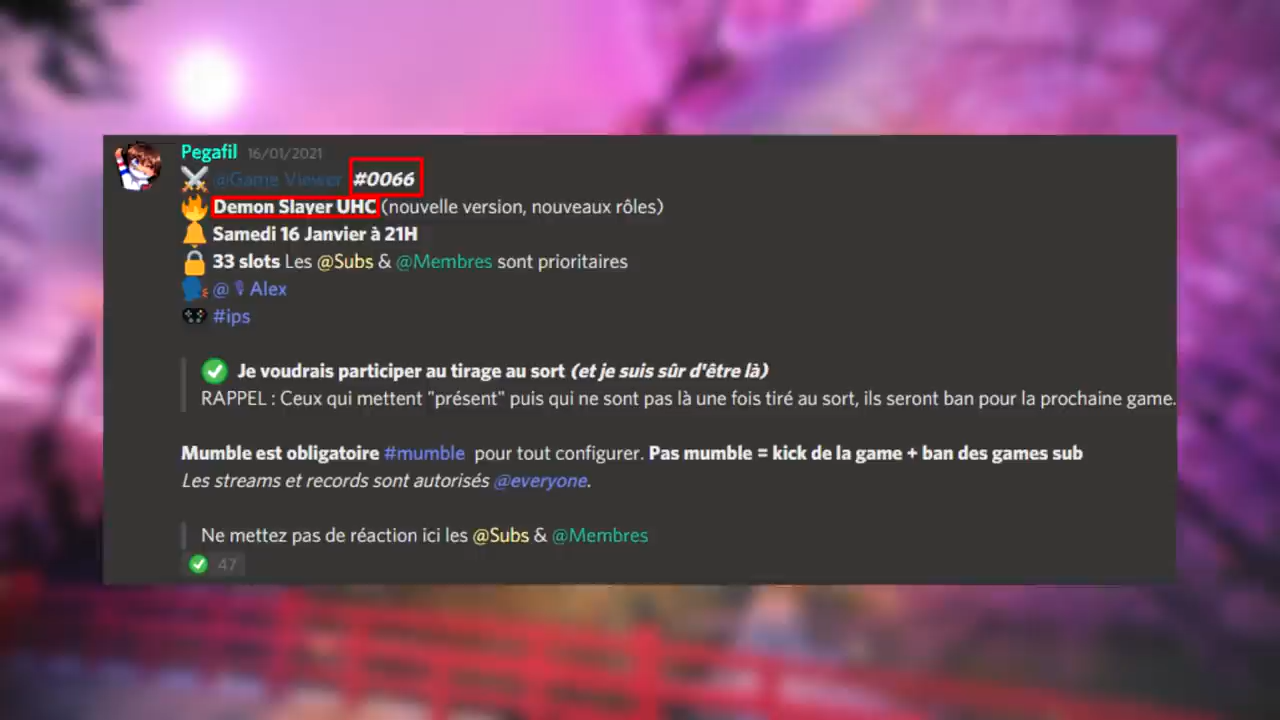 Pegafil 16/01/2021
@Game Viewer #0066
Demon Slayer UHC (nouvelle version, nouveaux rôles)
Samedi 16 Janvier à 21H
33 slots Les @Subs & @Membres sont prioritaires
@ Alex
#ips
Je voudrais participer au tirage au sort (et je suis sûr d'être là)
RAPPEL : Ceux qui mettent "présent" puis qui ne sont pas là une fois tiré au sort, ils seront ban pour la prochaine game.
Mumble est obligatoire #mumble pour tout configurer. Pas mumble = kick de la game + ban des games sub
Les streams et records sont autorisés @everyone.
Ne mettez pas de réaction ici les @Subs & @Membres
47